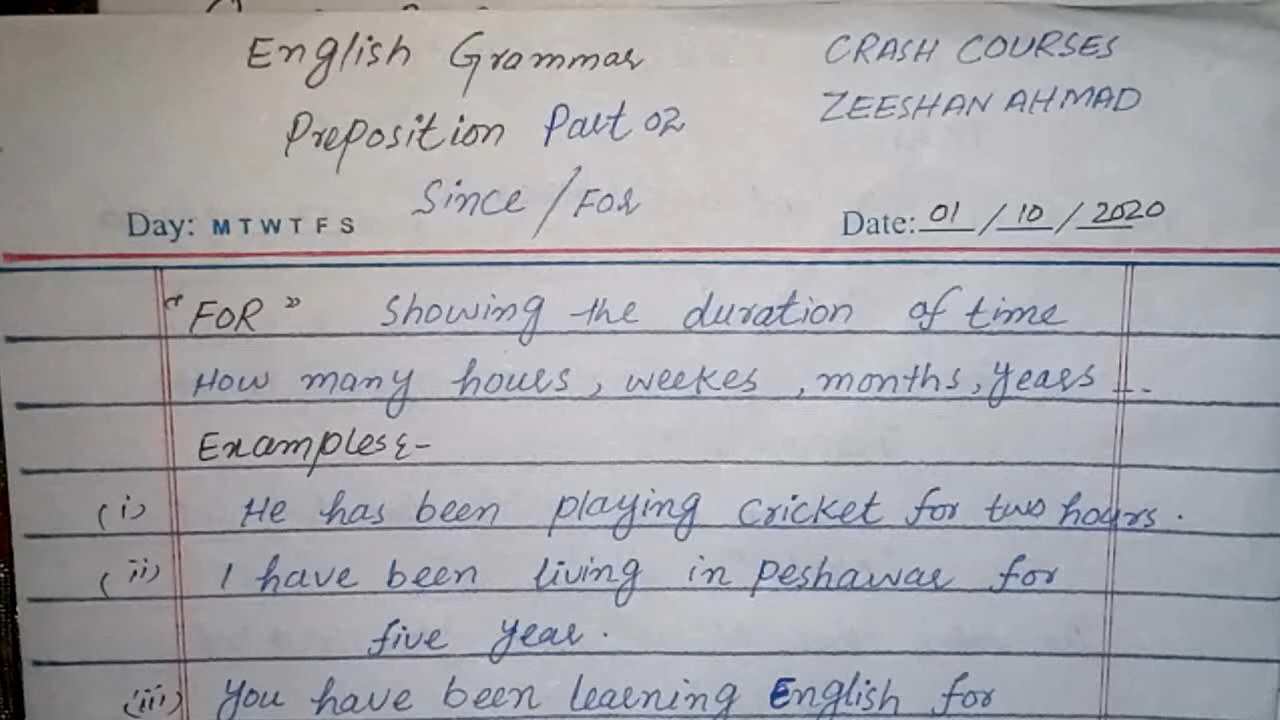 English Grammar
Preposition Part 02
Since / For
CRASH COURSES
ZEESHAN AHMAD
Day: M T W T F S
Date: 01 / 10 / 2020
"FOR" Showing the duration of time
How many hours, weekes, months, years --
Examples:-
(i) He has been playing cricket for two hours.
(ii) I have been living in Peshawar for
five year.
(iii) You have been learning English for